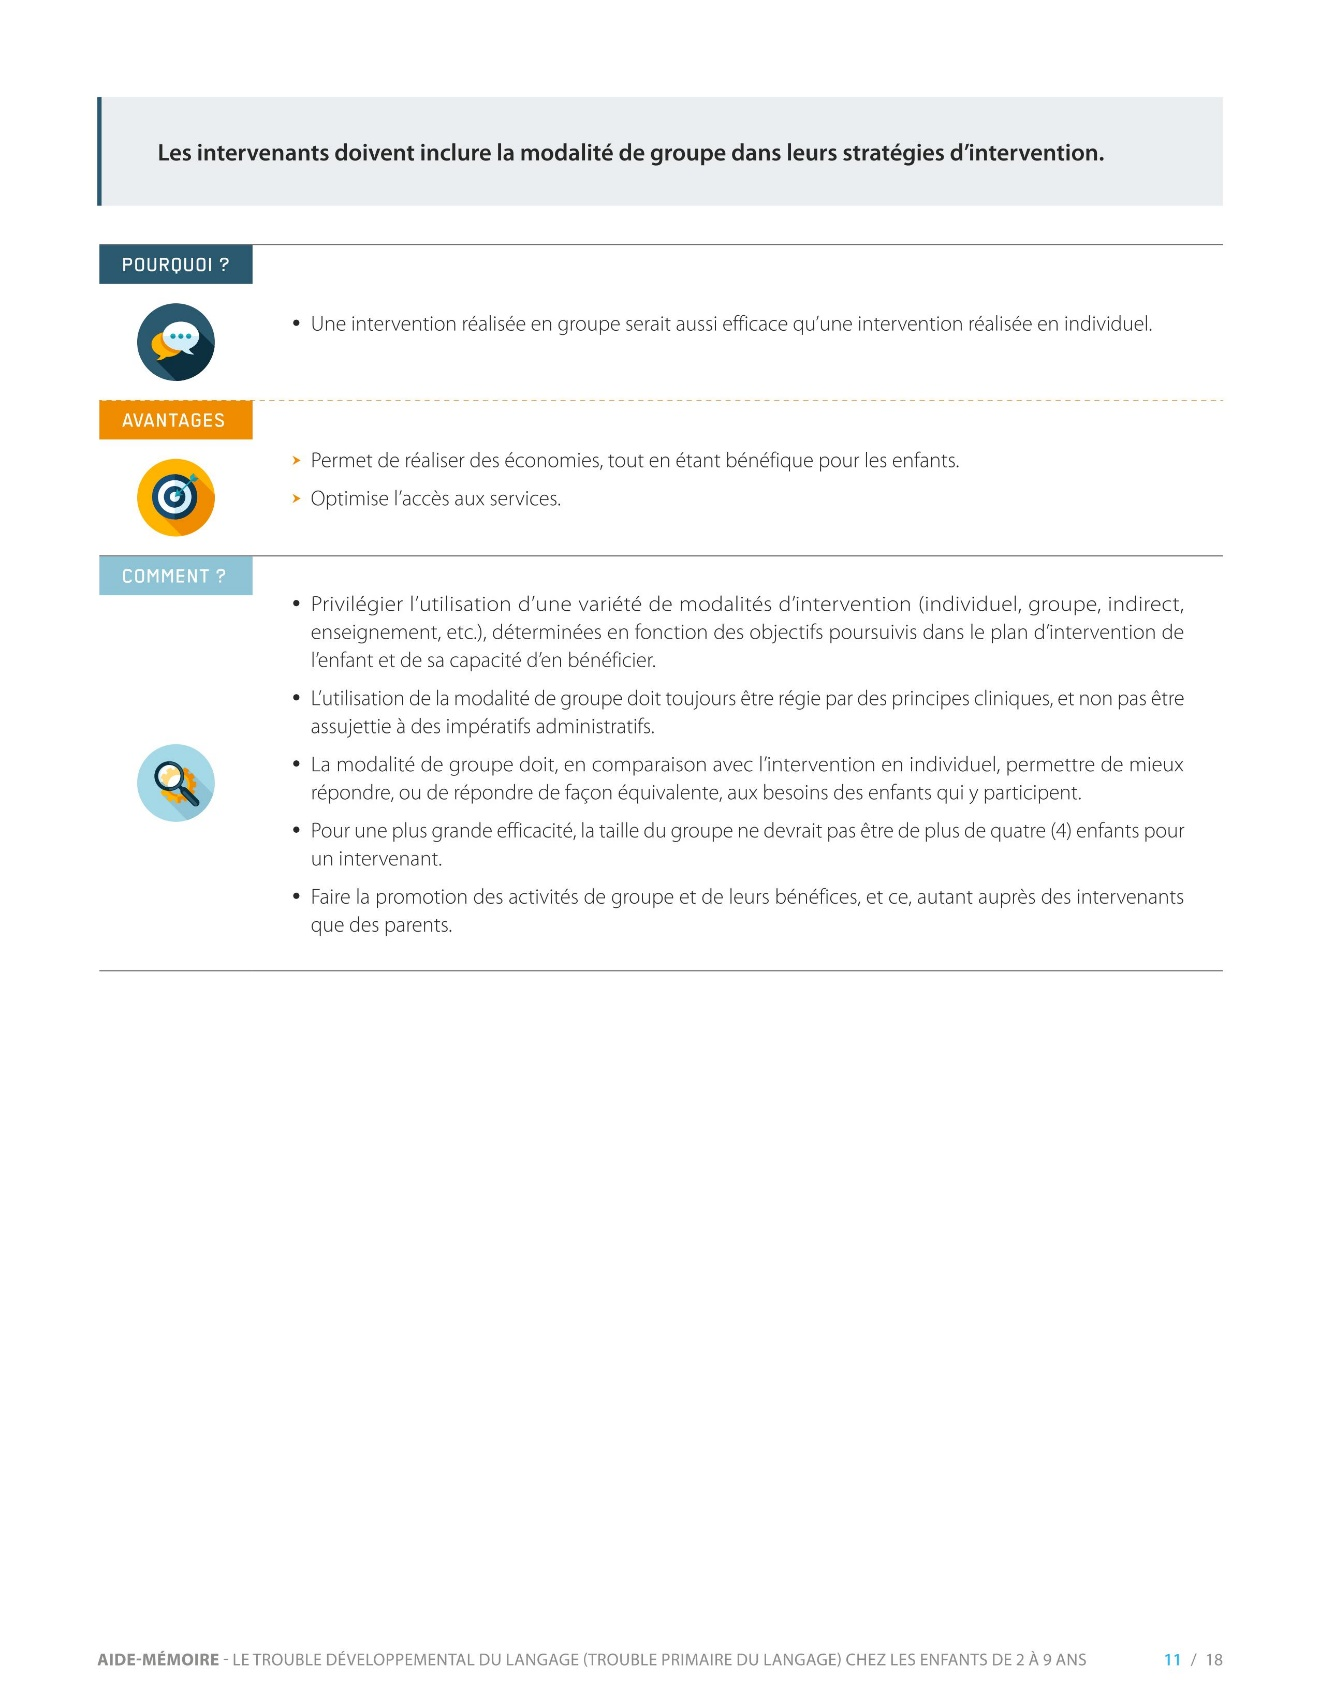 Les intervenants doivent inclure la modalité de groupe dans leurs stratégies d’intervention.
POURQUOI ?
• Une intervention réalisée en groupe serait aussi efficace qu’une intervention réalisée en individuel.
AVANTAGES
➤ Permet de réaliser des économies, tout en étant bénéfique pour les enfants.
➤ Optimise l’accès aux services.
COMMENT ?
• Privilégier l’utilisation d’une variété de modalités d’intervention (individuel, groupe, indirect,
enseignement, etc.), déterminées en fonction des objectifs poursuivis dans le plan d’intervention de
l’enfant et de sa capacité d’en bénéficier.
• L’utilisation de la modalité de groupe doit toujours être régie par des principes cliniques, et non pas être
assujettie à des impératifs administratifs.
• La modalité de groupe doit, en comparaison avec l’intervention en individuel, permettre de mieux
répondre, ou de répondre de façon équivalente, aux besoins des enfants qui y participent.
• Pour une plus grande efficacité, la taille du groupe ne devrait pas être de plus de quatre (4) enfants pour
un intervenant.
• Faire la promotion des activités de groupe et de leurs bénéfices, et ce, autant auprès des intervenants
que des parents.
AIDE-MÉMOIRE - LE TROUBLE DÉVELOPPEMENTAL DU LANGAGE (TROUBLE PRIMAIRE DU LANGAGE) CHEZ LES ENFANTS DE 2 À 9 ANS 11 / 18